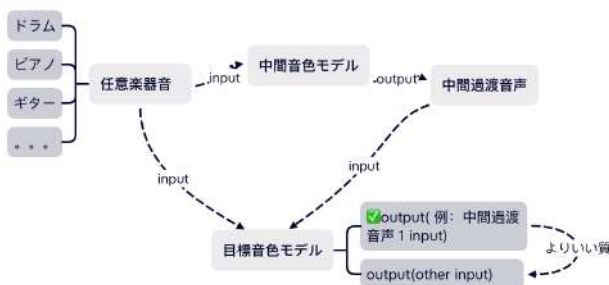 ドラム
ピアノ
ギター
。。。
任意楽器音
input
中間音色モデル
output
中間過渡音声
input
input
目標音色モデル
✅output( 例： 中間過渡
音声 1 input)
output(other input)
よりいい質